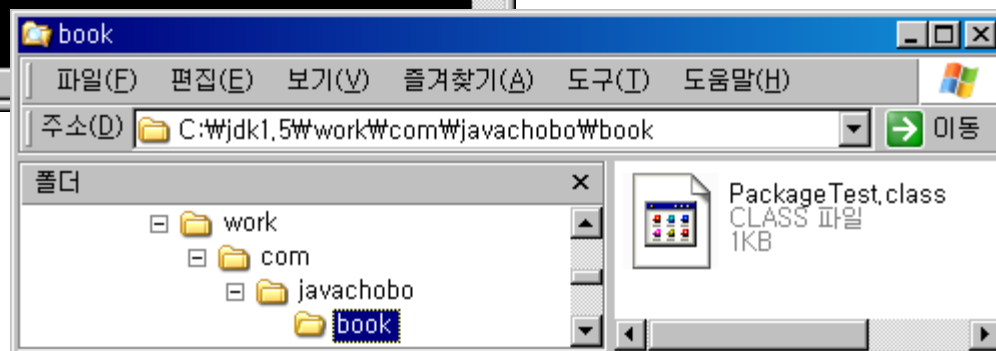 book
파일(F) 편집(E) 보기(V) 즐겨찾기(A) 도구(T) 도움말(H)
주소(D) C:₩jdk1.5₩work₩com₩javachobo₩book 이동
폴더
work
com
javachobo
book
PackageTest.class
CLASS 파일
1KB